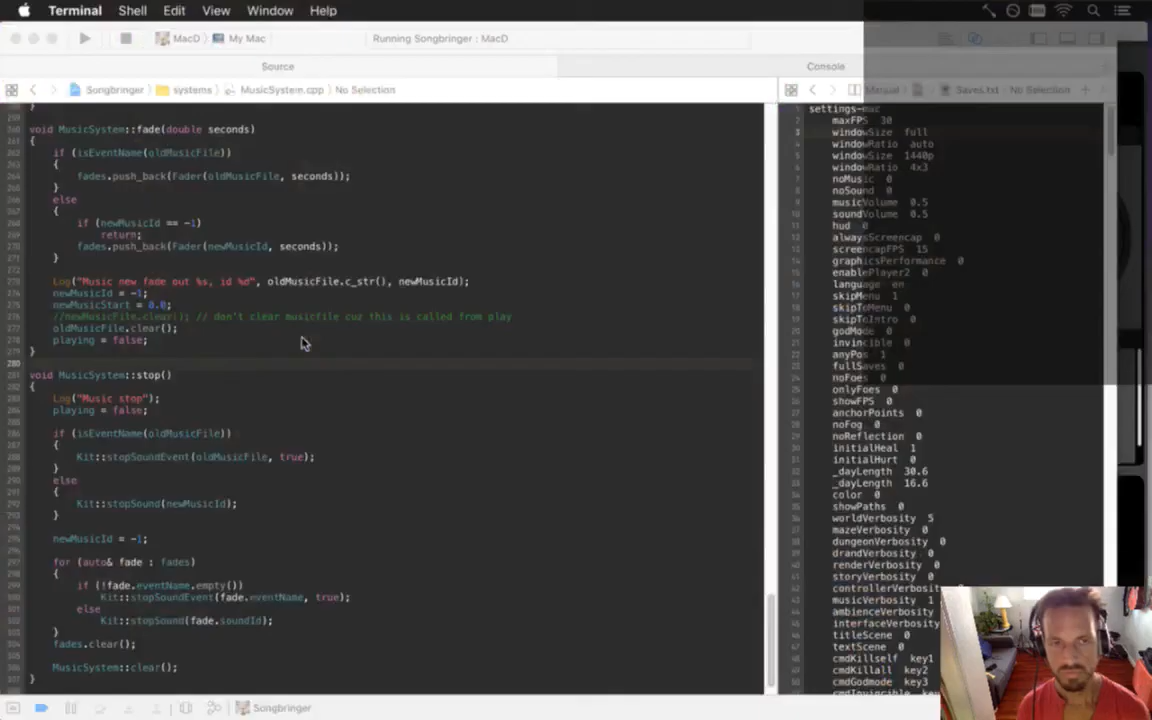 Terminal Shell Edit View Window Help
MacD My Mac
Running Songbringer : MacD
Source
Console
Songbringer systems MusicSystem.cpp No Selection
Manual Saves.txt No Selection
}
void MusicSystem::fade(double seconds)
{
if (isEventName(oldMusicFile))
{
fades.push_back(Fader(oldMusicFile, seconds));
}
else
{
if (newMusicId == -1)
return;
fades.push_back(Fader(newMusicId, seconds));
}
Log("Music new fade out %s, id %d", oldMusicFile.c_str(), newMusicId);
newMusicId = -1;
newMusicStart = 0.0;
//newMusicFile.clear(); // don't clear musicfile cuz this is called from play
oldMusicFile.clear();
playing = false;
}
void MusicSystem::stop()
{
Log("Music stop");
playing = false;
if (isEventName(oldMusicFile))
{
Kit::stopSoundEvent(oldMusicFile, true);
}
else
{
Kit::stopSound(newMusicId);
}
newMusicId = -1;
for (auto& fade : fades)
{
if (!fade.eventName.empty())
Kit::stopSoundEvent(fade.eventName, true);
else
Kit::stopSound(fade.soundId);
}
fades.clear();
MusicSystem::clear();
}
settings-mac
maxFPS 30
windowSize full
windowRatio auto
windowSize 1440p
windowRatio 4x3
noMusic 0
noSound 0
musicVolume 0.5
soundVolume 0.5
hud 0
alwaysScreencap 0
screencapFPS 15
graphicsPerformance 0
enablePlayer2 0
language en
skipMenu 1
skipToMenu 0
skipToIntro 0
godMode 0
invincible 0
anyPos 1
fullSaves 0
noFoes 0
onlyFoes 0
showFPS 0
anchorPoints 0
noFog 0
noReflection 0
initialHeal 1
initialHurt 0
_dayLength 30.6
_dayLength 16.6
color 0
showPaths 0
worldVerbosity 5
mazeVerbosity 0
dungeonVerbosity 0
drandVerbosity 0
renderVerbosity 0
storyVerbosity 0
controllerVerbosit
musicVerbosity 1
ambienceVerbosity
interfaceVerbosity
titleScene 0
textScene 0
cmdKillself key1
cmdKillall key2
cmdGodmode key3
cmdInvincible key4
Songbringer